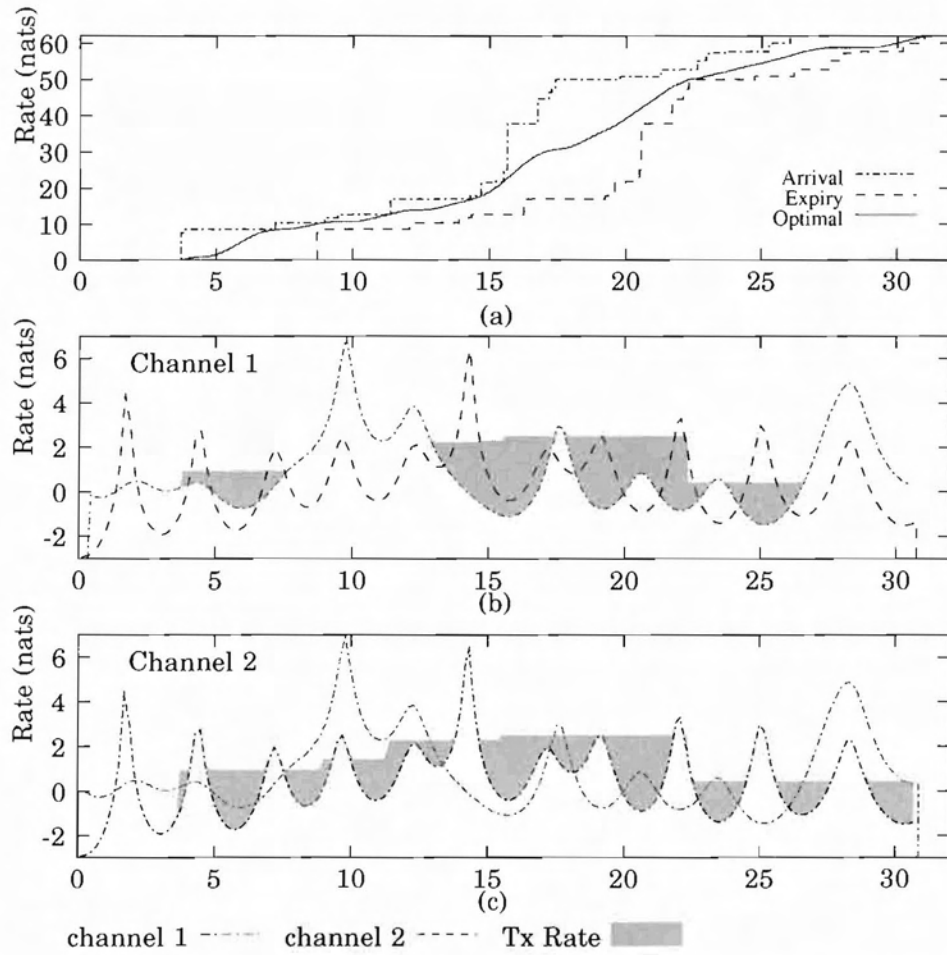 Rate (nats)
60
50
40
30
20
10
0
Arrival
Expiry
Optimal
0 5 10 15 20 25 30
(a)
Rate (nats)
Channel 1
6
4
2
0
-2
0 5 10 15 20 25 30
(b)
Rate (nats)
Channel 2
6
4
2
0
-2
0 5 10 15 20 25 30
(c)
channel 1 channel 2 Tx Rate